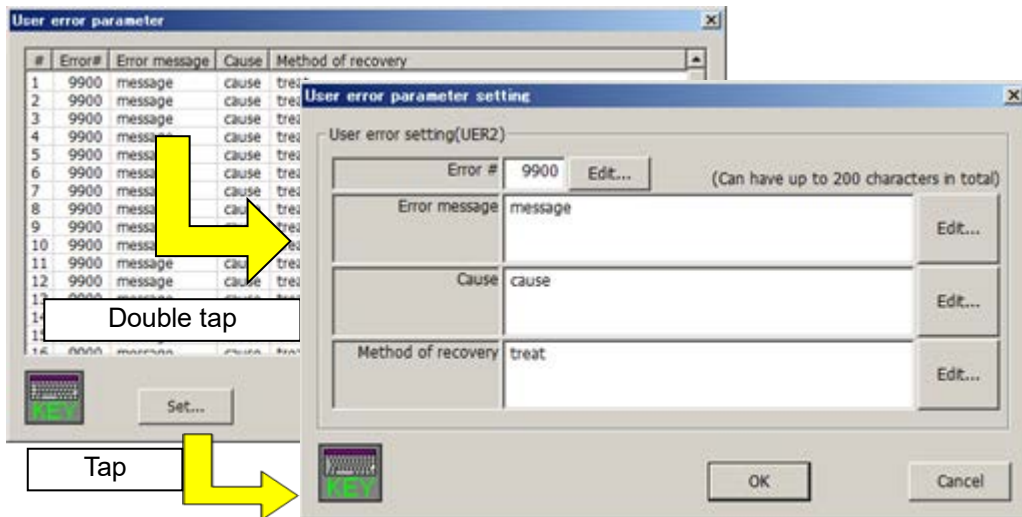 User error parameter
# Error# Error message Cause Method of recovery
1 9900 message cause
2 9900 message cause
3 9900 message cause
4 9900 cause
5 9900 message cause
6 9900 cause
7 9900 cause
8 9900
9 9900
10 9900
11 9900 message
12 9900 message cause
Double tap
KEY
Set...
Tap
User error parameter setting
User error setting(UER2)
Error # 9900 Edit... (Can have up to 200 characters in total)
Error message message Edit...
Cause cause Edit...
Method of recovery treat Edit...
KEY
OK Cancel